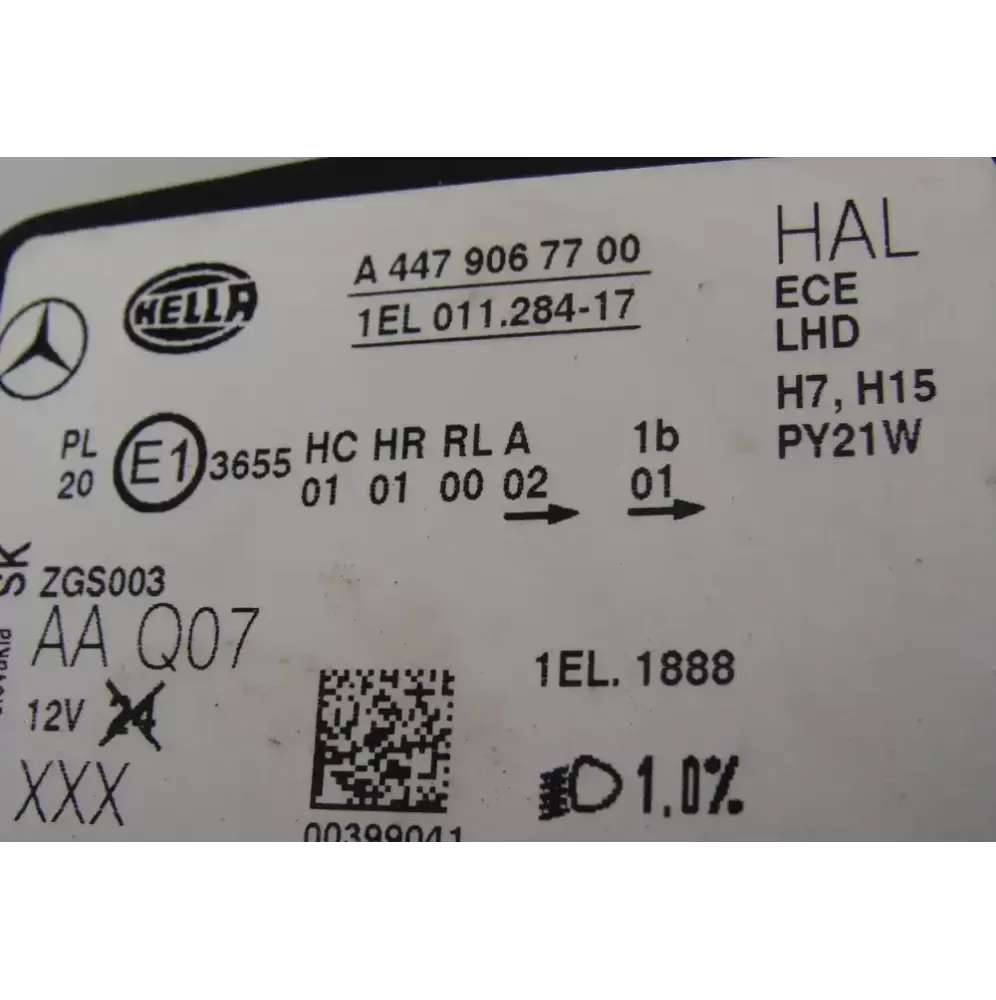 HELLA
A 447 906 77 00
1EL 011.284-17
HAL
ECE
LHD
H7, H15
PY21W
PL
20
E1
3655
HC HR RL A 1b
01 01 00 02 01
SK
ZGS003
AA Q07
12V 24
XXX
1EL. 1888
1.0%
00399041